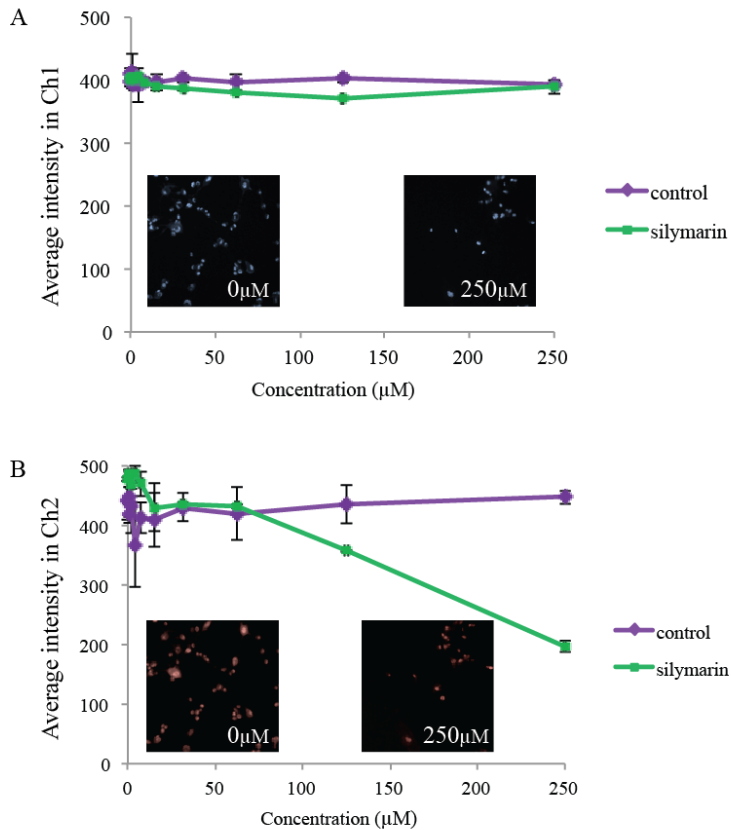 A
Average intensity in Ch1
500
400
300
200
100
0
0µM
250µM
control
silymarin
0
50
100
150
200
250
Concentration (µM)
B
Average intensity in Ch2
500
400
300
200
100
0
0µM
250µM
control
silymarin
0
50
100
150
200
250
Concentration (µM)